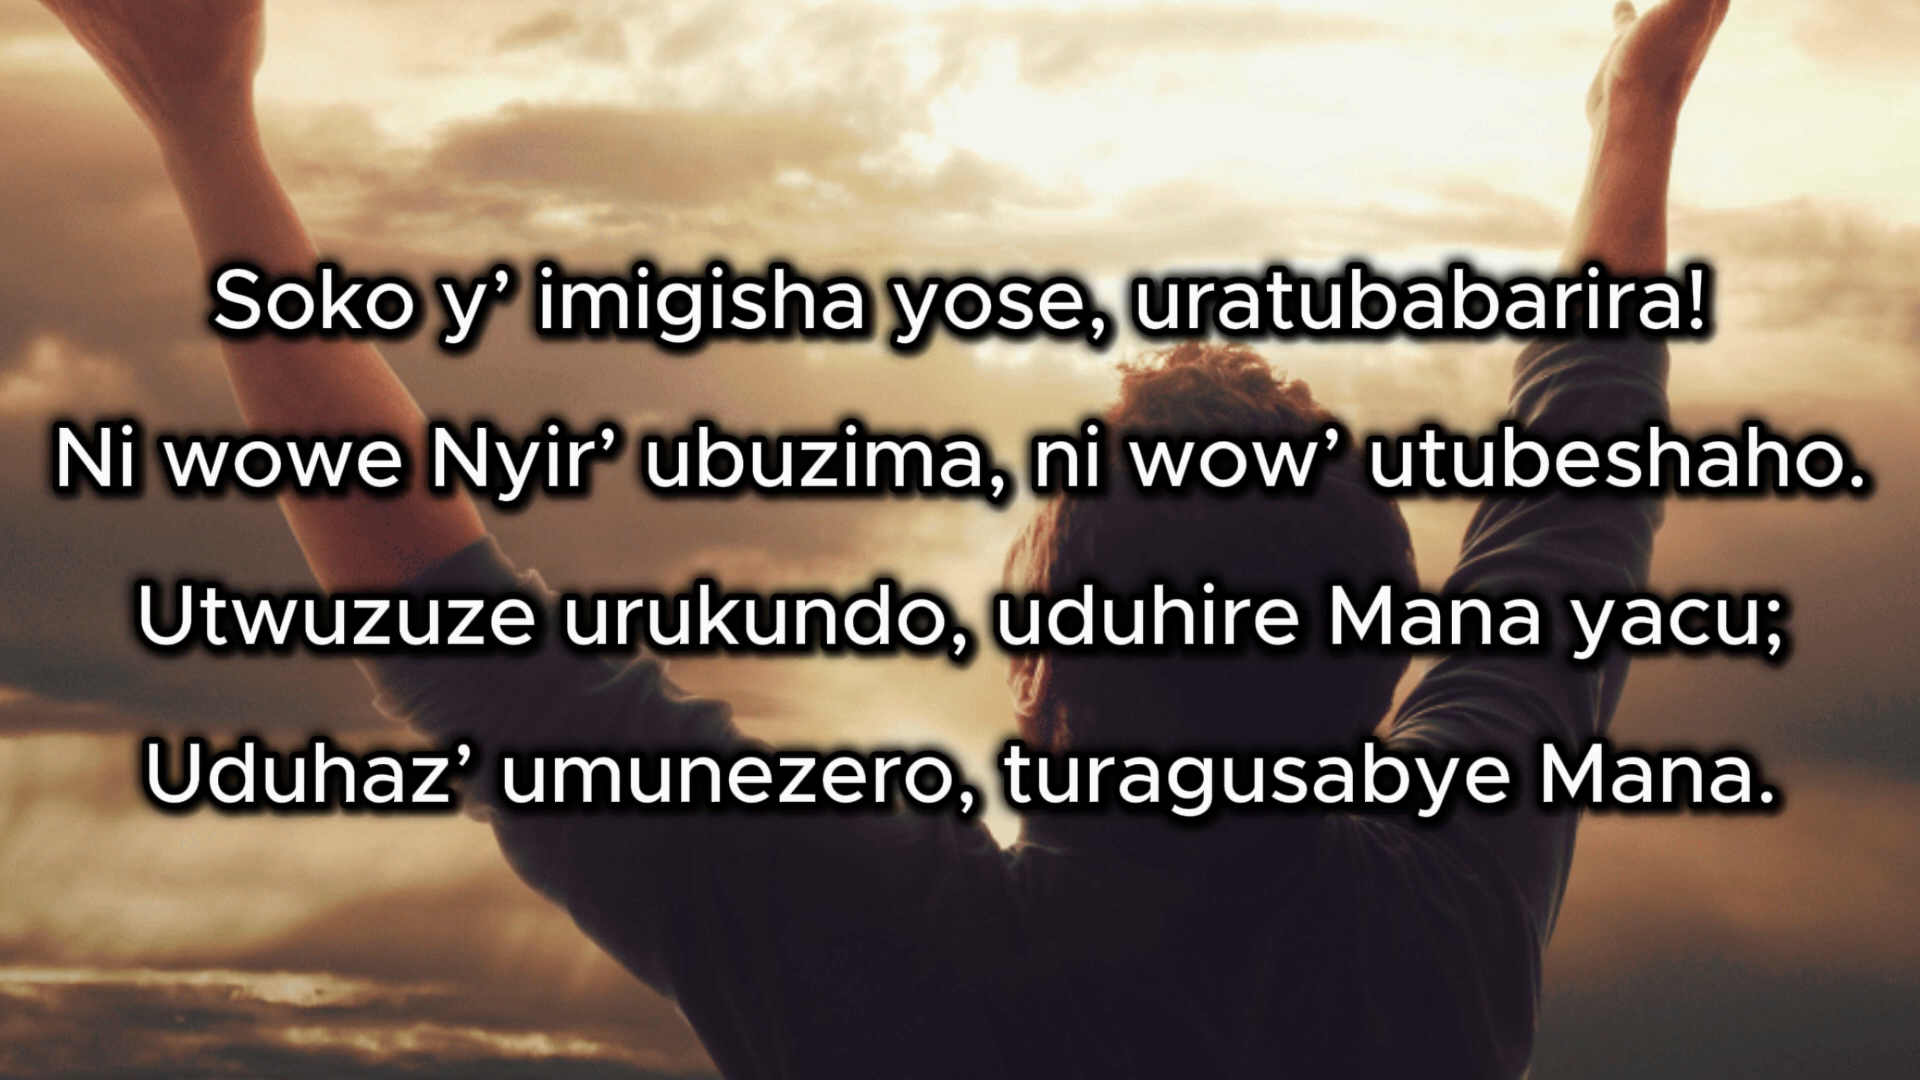 Soko y’ imigisha yose, uratubabarira!
Ni wowe Nyir’ ubuzima, ni wow’ utubeshaho.
Utwuzuze urukundo, uduhire Mana yacu;
Uduhaz’ umunezero, turagusabye Mana.